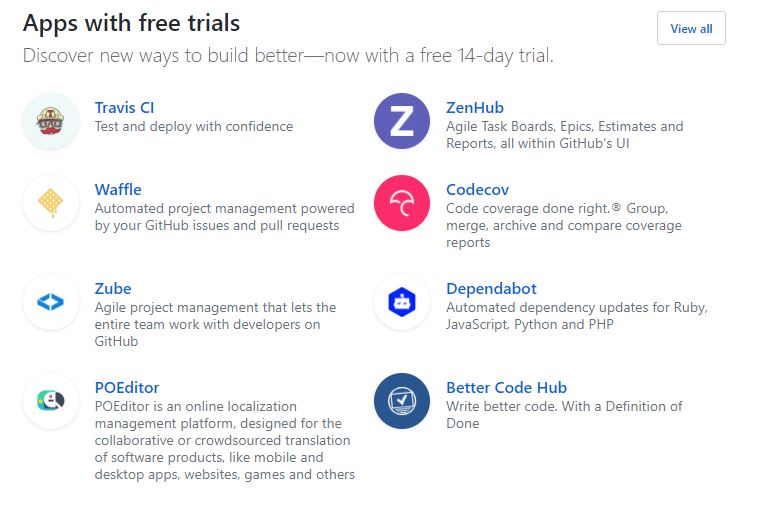 Apps with free trials
View all
Discover new ways to build better—now with a free 14-day trial.
Travis CI
Test and deploy with confidence
Z
ZenHub
Agile Task Boards, Epics, Estimates and
Reports, all within GitHub's UI
Waffle
Automated project management powered
by your GitHub issues and pull requests
Codecov
Code coverage done right.® Group,
merge, archive and compare coverage
reports
Zube
Agile project management that lets the
entire team work with developers on
GitHub
Dependabot
Automated dependency updates for Ruby,
JavaScript, Python and PHP
POEditor
POEditor is an online localization
management platform, designed for the
collaborative or crowdsourced translation
of software products, like mobile and
desktop apps, websites, games and others
Better Code Hub
Write better code. With a Definition of
Done